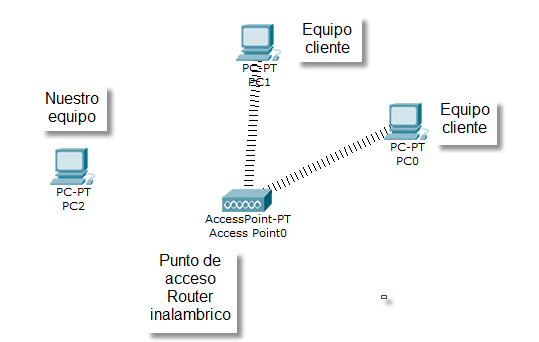 Equipo
cliente
PC-PT
PC1
Nuestro
equipo
PC-PT
PC2
Equipo
cliente
PC-PT
PC0
AccessPoint-PT
Access Point0
Punto de
acceso
Router
inalambrico